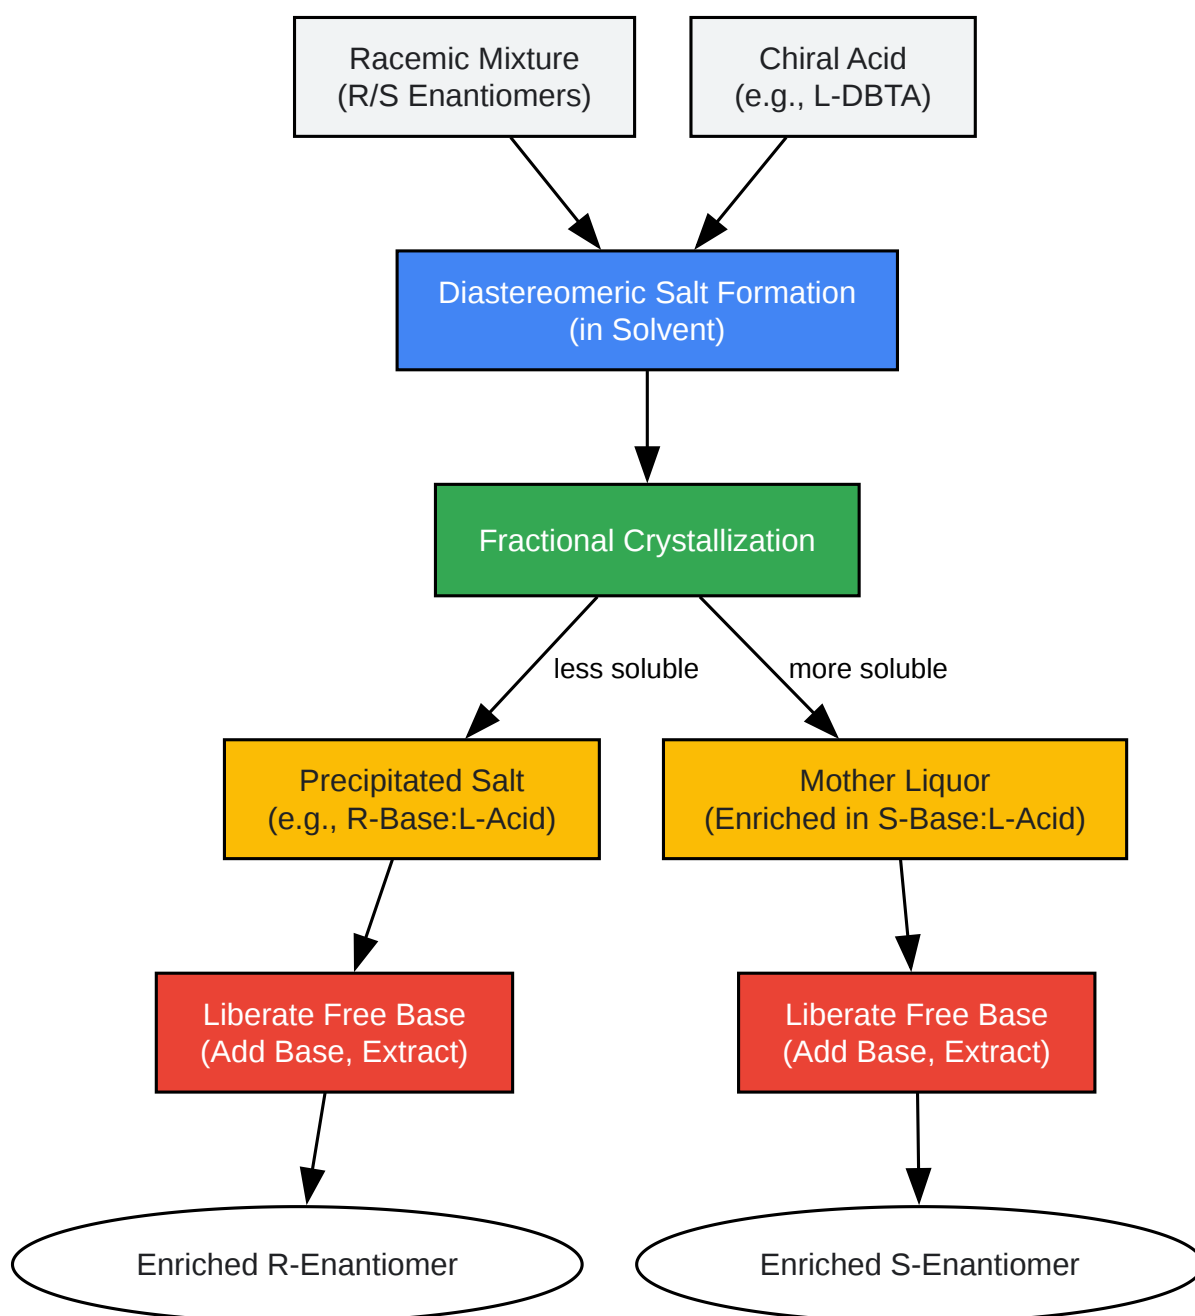 Racemic Mixture
(R/S Enantiomers)
Chiral Acid
(e.g., L-DBTA)
Diastereomeric Salt Formation
(in Solvent)
Fractional Crystallization
less soluble
more soluble
Precipitated Salt
(e.g., R-Base:L-Acid)
Mother Liquor
(Enriched in S-Base:L-Acid)
Liberate Free Base
(Add Base, Extract)
Liberate Free Base
(Add Base, Extract)
Enriched R-Enantiomer
Enriched S-Enantiomer